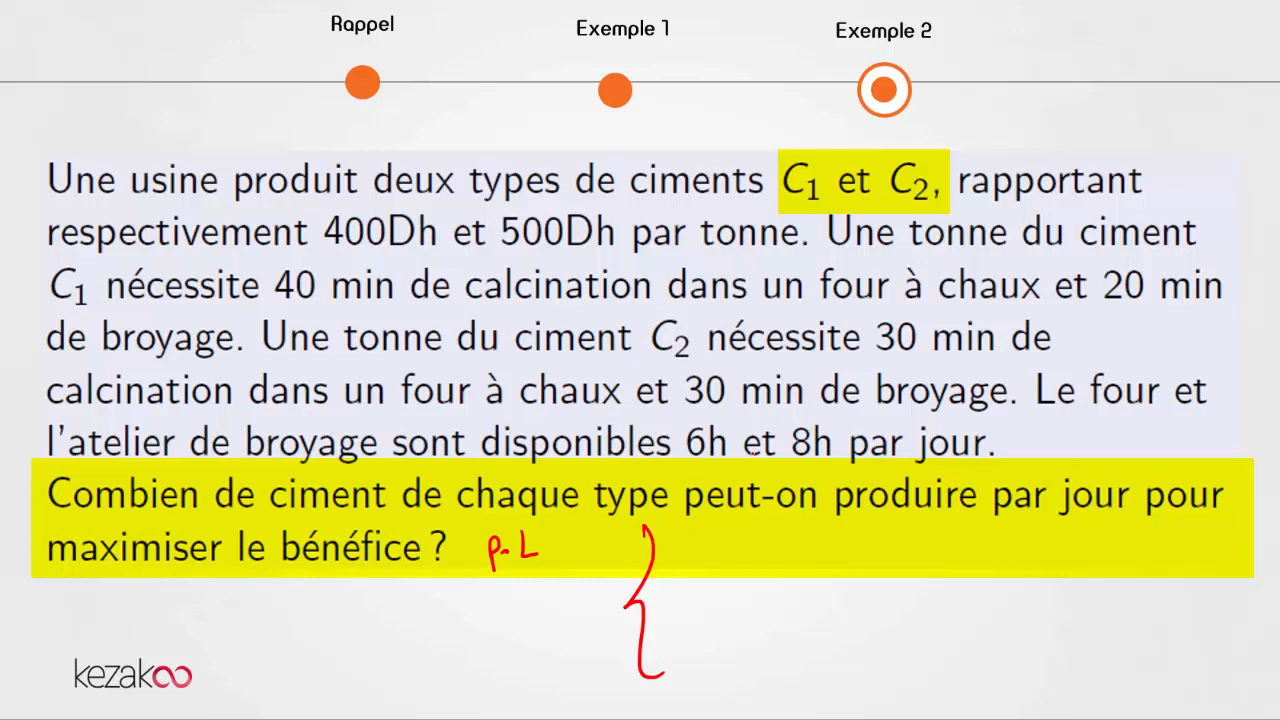 Rappel
Exemple 1
Exemple 2
Une usine produit deux types de ciments C₁ et C₂, rapportant
respectivement 400Dh et 500Dh par tonne. Une tonne du ciment
C₁ nécessite 40 min de calcination dans un four à chaux et 20 min
de broyage. Une tonne du ciment C₂ nécessite 30 min de
calcination dans un four à chaux et 30 min de broyage. Le four et
l'atelier de broyage sont disponibles 6h et 8h par jour.
Combien de ciment de chaque type peut-on produire par jour pour
maximiser le bénéfice ? P.L
kezakoo